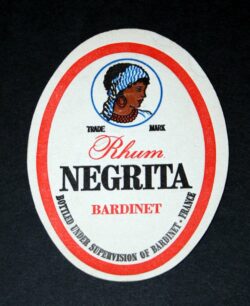 TRADE MARK
Rhum
NEGRITA
BARDINET
BOTTLED UNDER SUPERVISION OF BARDINET - FRANCE